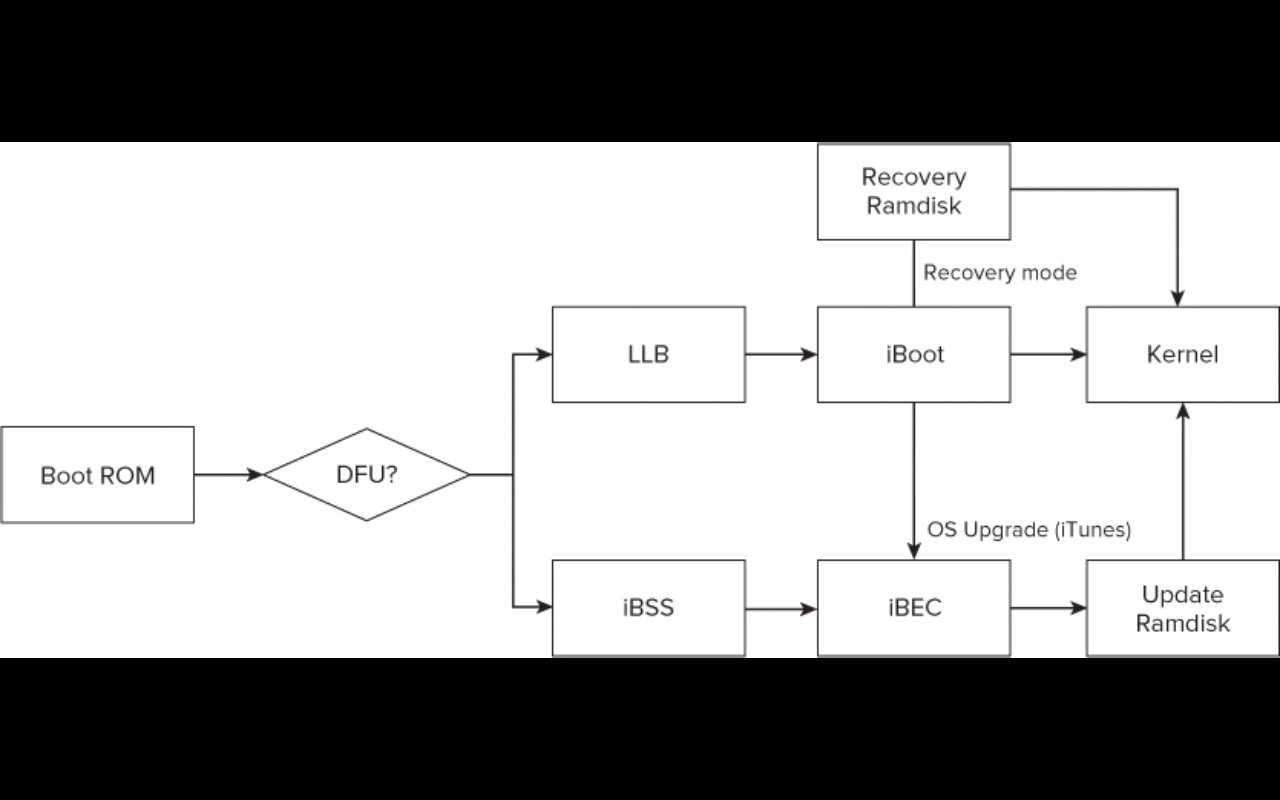 Recovery
Ramdisk
Recovery mode
LLB
iBoot
Kernel
Boot ROM
DFU?
OS Upgrade (iTunes)
iBSS
iBEC
Update
Ramdisk